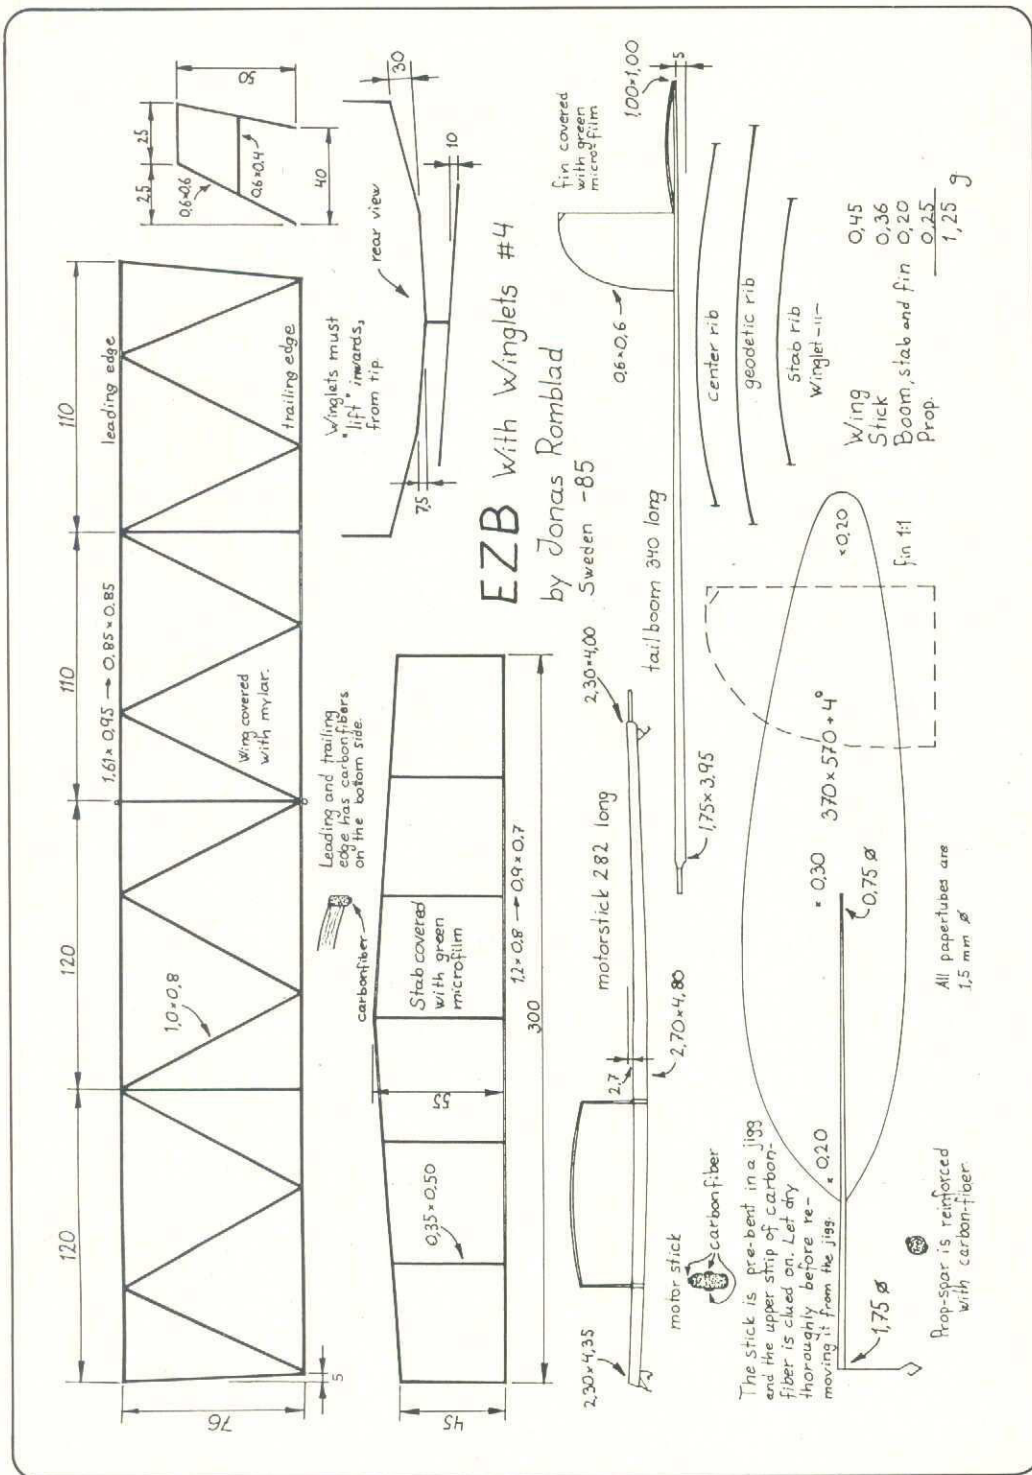 120
120
110
110
76
5
1,0×0,8
1,61×0,95 → 0,85×0,85
leading edge
trailing edge
Wing covered
with mylar.
25
25
50
0,6×0,6
0,6×0,4
40
Leading and trailing
edge has carbonfibers
on the bottom side.
carbonfiber
Winglets must
"lift" inwards,
from tip.
rear view
30
7,5
10
45
55
0,35×0,50
Stab covered
with green
microfilm
1,2×0,8 → 0,9×0,7
300
EZB With Winglets #4
by Jonas Romblad
Sweden -85
2,30×4,35
2,7
2,70×4,80
motorstick 282 long
2,30×4,00
motor stick
carbonfiber
The stick is pre-bent in a jigg
and the upper strip of carbon-
fiber is clued on. Let dry
thoroughly before re-
moving it from the jigg.
1,75×3,95
tailboom 340 long
0,6×0,6
fin covered
with green
microfilm
1,00×1,00
5
center rib
geodetic rib
Stab rib
Winglet -11-
1,75 ø
× 0,20
× 0,30
0,75 ø
370×570 + 4°
×0,20
fin 1:1
Prop-spar is reinforced
with carbon-fiber.
All papertubes are
1,5 mm ø
Wing 0,45
Stick 0,36
Boom, stab and fin 0,20
Prop. 0,25
1,25 g